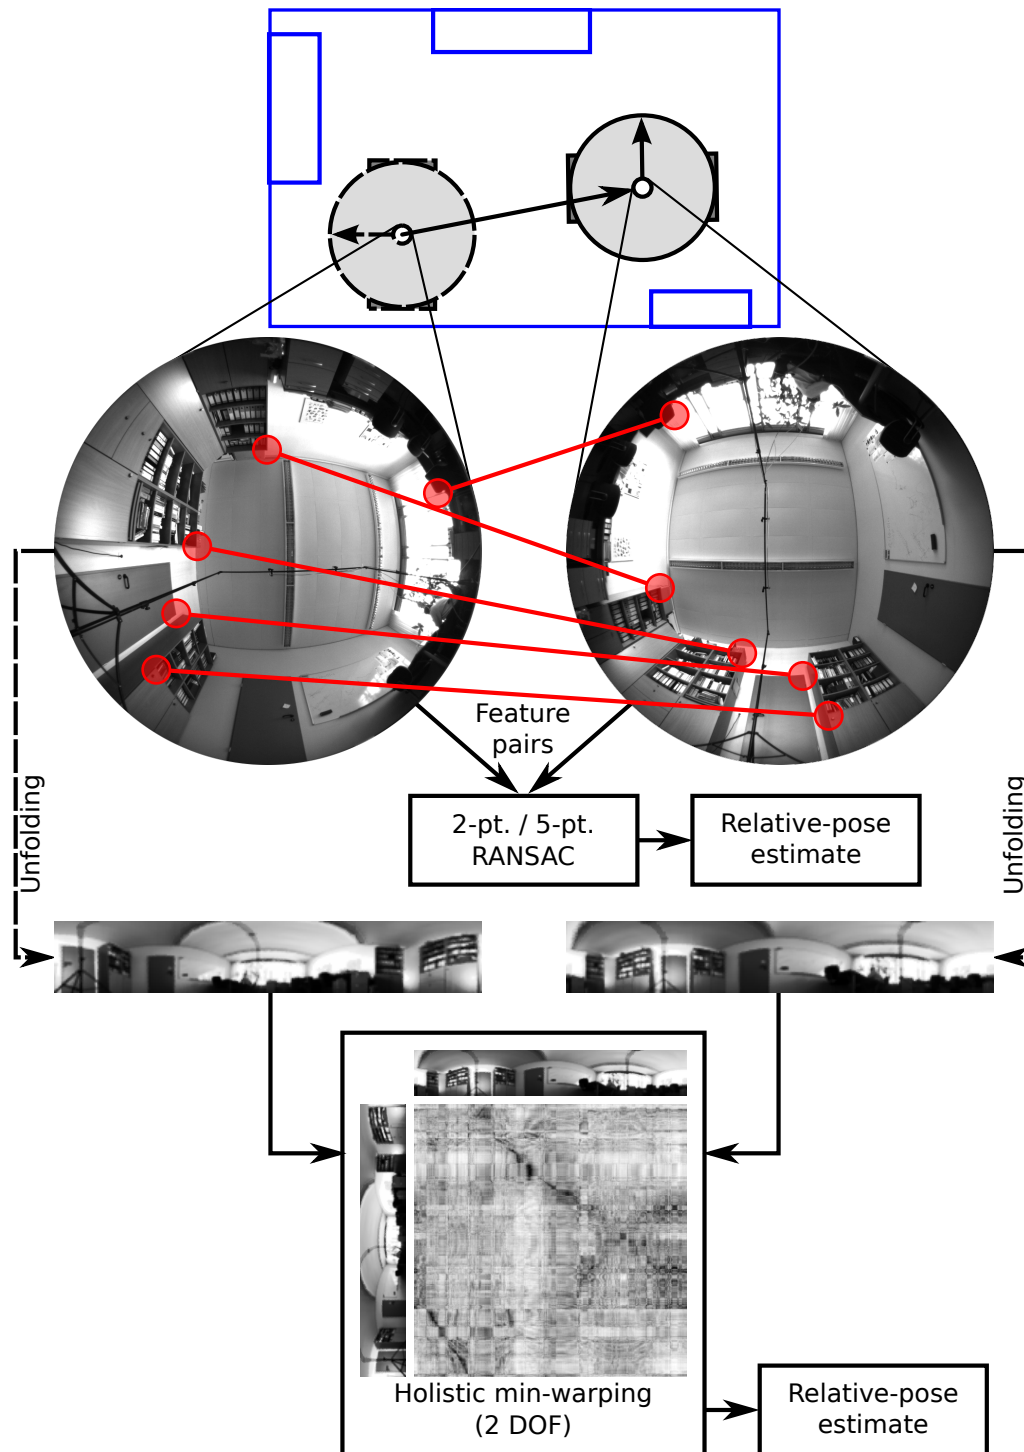 Feature
pairs
2-pt. / 5-pt.
RANSAC
Relative-pose
estimate
Unfolding
Unfolding
Holistic min-warping
(2 DOF)
Relative-pose
estimate